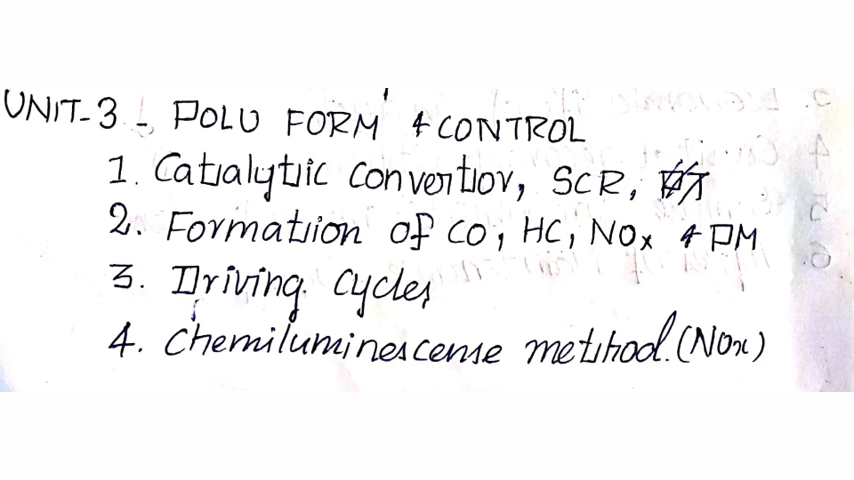 UNIT-3 - POLU FORM & CONTROL
1. Catalytic Convertor, SCR,
2. Formation of CO, HC, NOx & PM
3. Driving Cycles
4. Chemiluminescense method. (NOx)